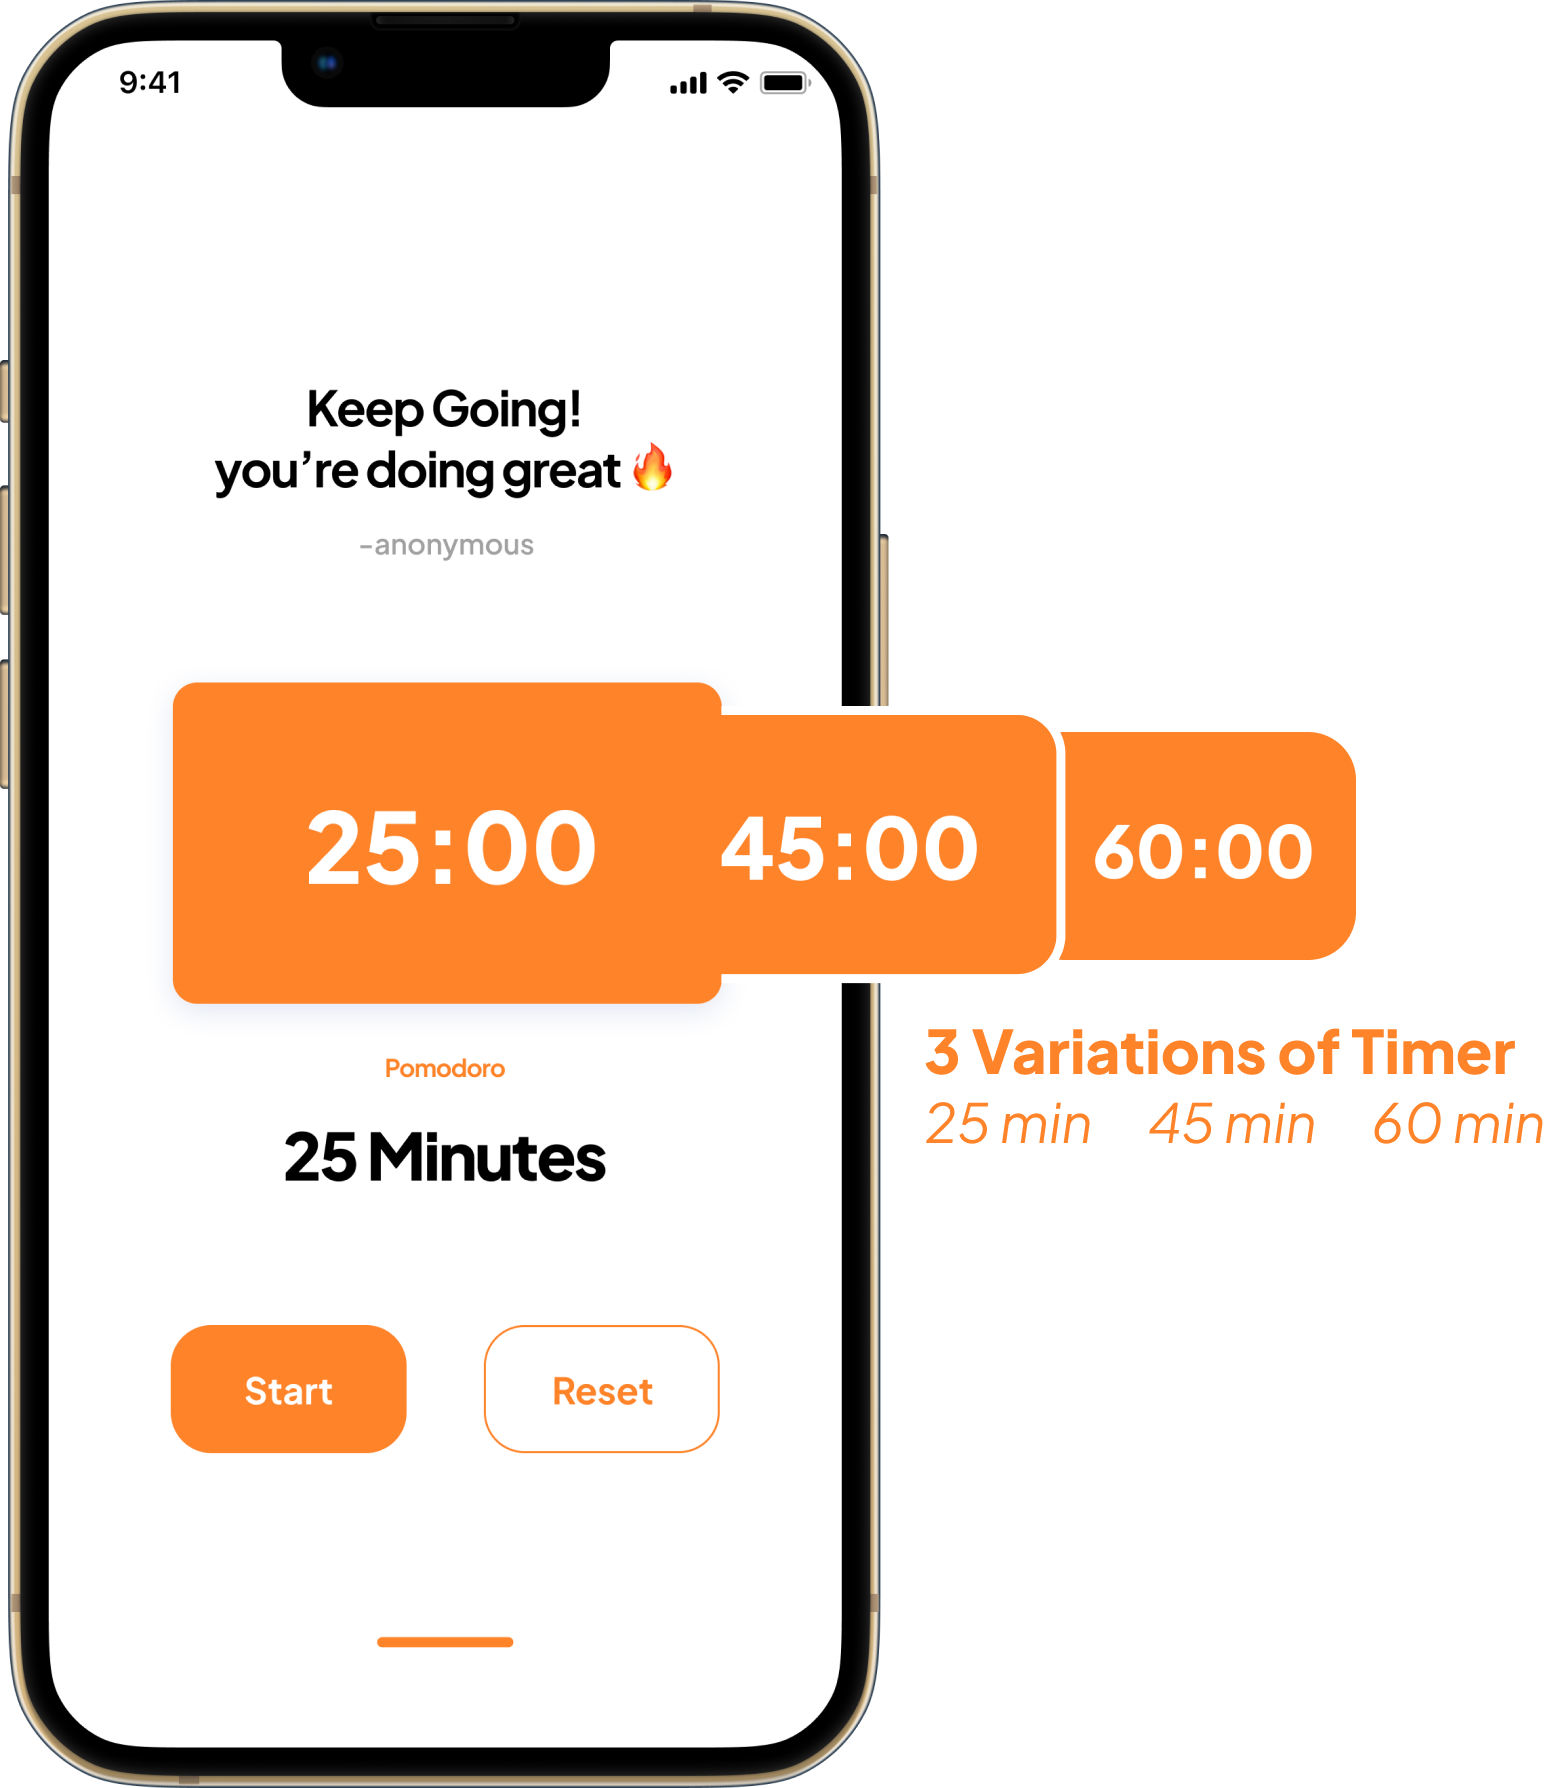 9:41
Keep Going!
you’re doing great 🔥
-anonymous
25:00 45:00 60:00
3 Variations of Timer
25 min 45 min 60 min
Pomodoro
25 Minutes
Start Reset